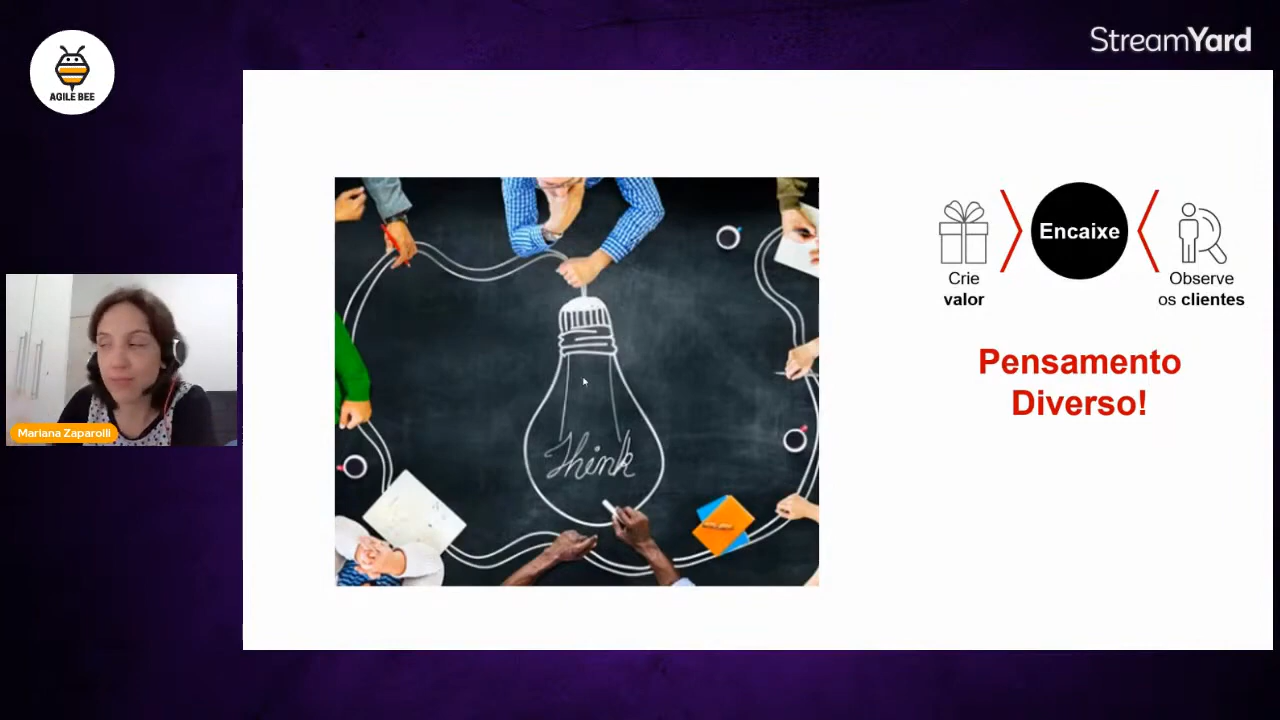 AGILE BEE
StreamYard
Mariana Zaparolli
Think
Encaixe
Crie
valor
Observe
os clientes
Pensamento
Diverso!